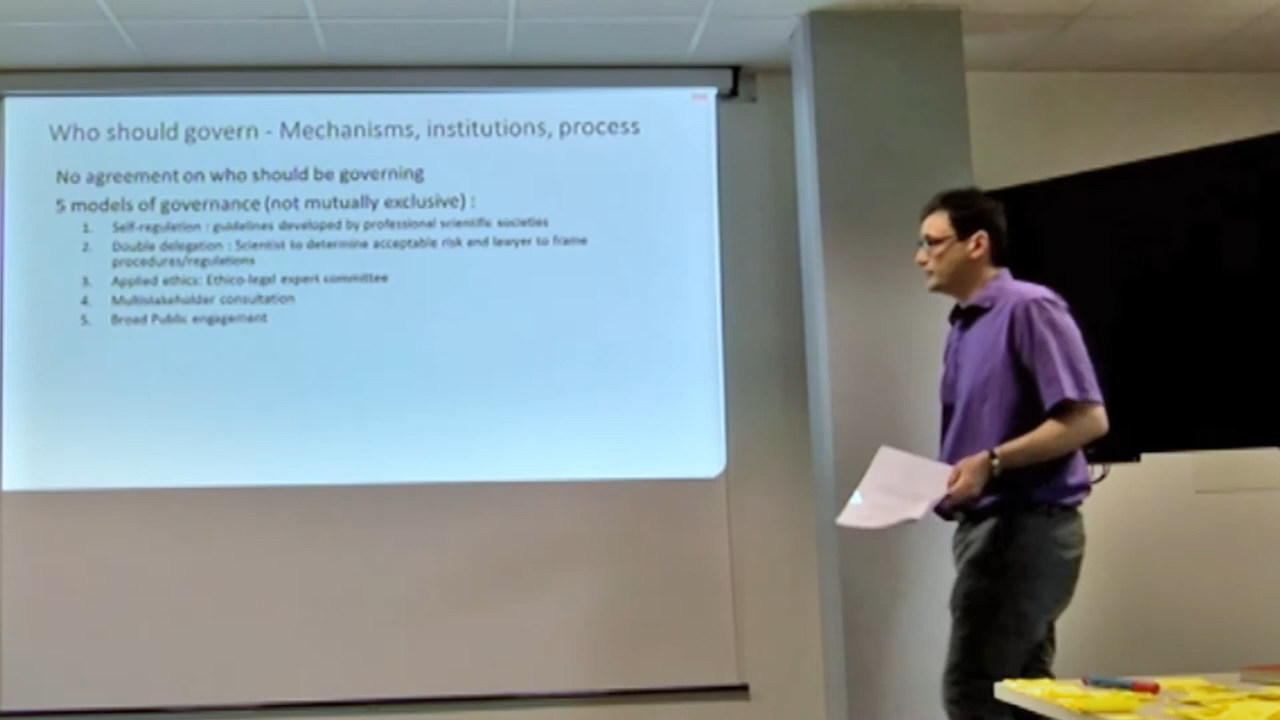 Who should govern - Mechanisms, institutions, process
No agreement on who should be governing
5 models of governance (not mutually exclusive) :
1. Self-regulation : guidelines developed by professional scientific societies
2. Double delegation : Scientist to determine acceptable risk and lawyer to frame
procedures/regulations
3. Applied ethics: Ethico-legal expert committee
4. Multistakeholder consultation
5. Broad Public engagement